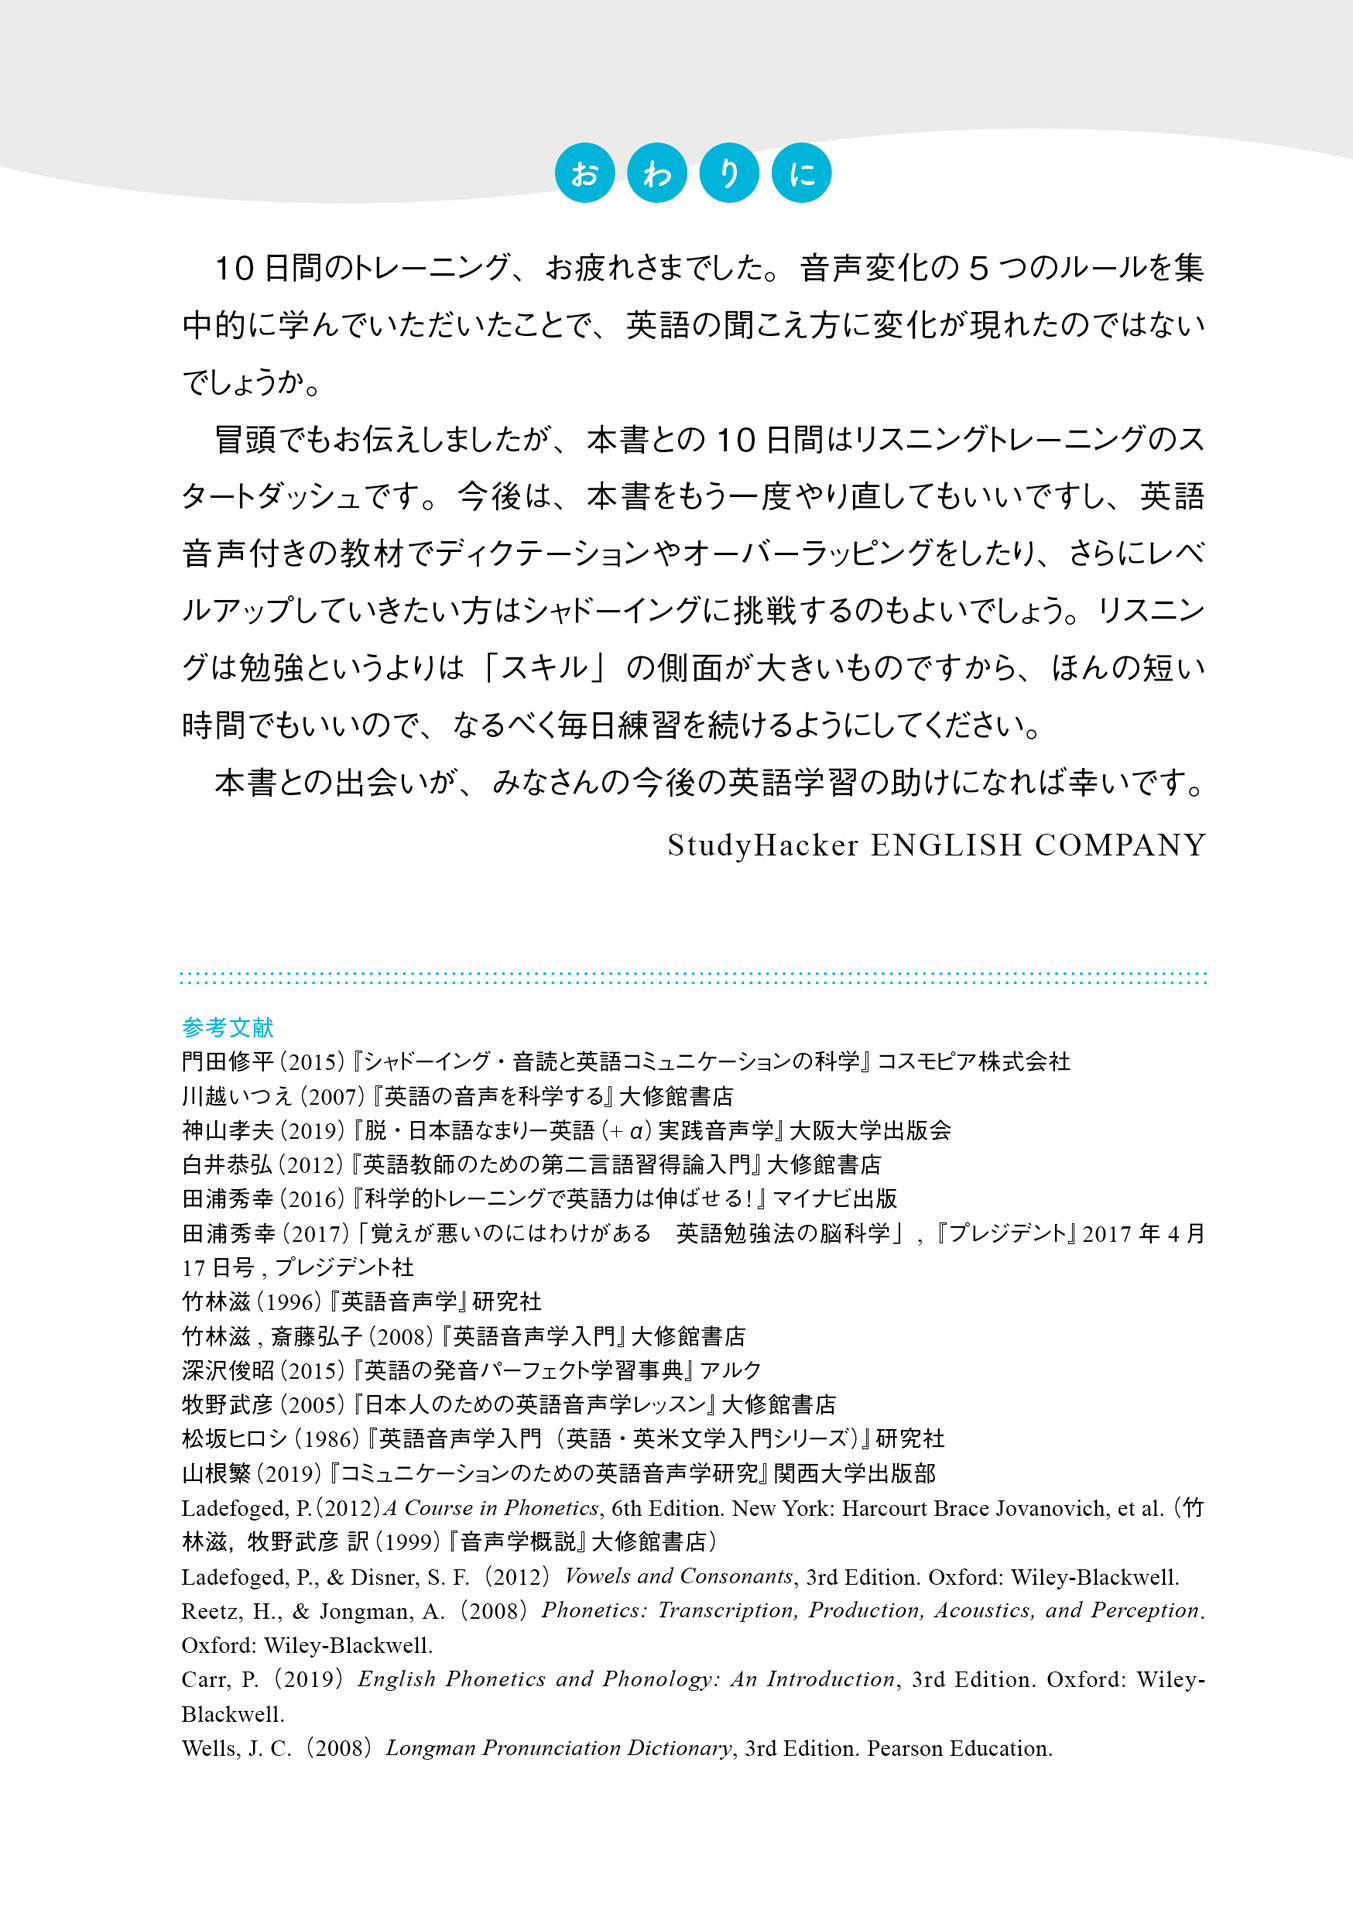 おわりに
10日間のトレーニング、お疲れさまでした。音声変化の5つのルールを集
中的に学んでいただいたことで、英語の聞こえ方に変化が現れたのではない
でしょうか。
冒頭でもお伝えしましたが、本書との10日間はリスニングトレーニングのス
タートダッシュです。今後は、本書をもう一度やり直してもいいですし、英語
音声付きの教材でディクテーションやオーバーラッピングをしたり、さらにレベ
ルアップしていきたい方はシャドーイングに挑戦するのもよいでしょう。リスニン
グは勉強というよりは「スキル」の側面が大きいものですから、ほんの短い
時間でもいいので、なるべく毎日練習を続けるようにしてください。
本書との出会いが、みなさんの今後の英語学習の助けになれば幸いです。
StudyHacker ENGLISH COMPANY
参考文献
門田修平(2015)『シャドーイング・音読と英語コミュニケーションの科学』コスモピア株式会社
川越いつえ(2007)『英語の音声を科学する』大修館書店
神山孝夫(2019)『脱・日本語なまりー英語(+α)実践音声学』大阪大学出版会
白井恭弘(2012)『英語教師のための第二言語習得論入門』大修館書店
田浦秀幸(2016)『科学的トレーニングで英語力は伸ばせる!』マイナビ出版
田浦秀幸(2017)「覚えが悪いのにはわけがある　英語勉強法の脳科学」,『プレジデント』2017年4月
17日号, プレジデント社
竹林滋(1996)『英語音声学』研究社
竹林滋, 斎藤弘子(2008)『英語音声学入門』大修館書店
深沢俊昭(2015)『英語の発音パーフェクト学習事典』アルク
牧野武彦(2005)『日本人のための英語音声学レッスン』大修館書店
松坂ヒロシ(1986)『英語音声学入門（英語・英米文学入門シリーズ）』研究社
山根繁(2019)『コミュニケーションのための英語音声学研究』関西大学出版部
Ladefoged, P.(2012)A Course in Phonetics, 6th Edition. New York: Harcourt Brace Jovanovich, et al.（竹
林滋, 牧野武彦 訳(1999)『音声学概説』大修館書店）
Ladefoged, P., & Disner, S. F.（2012）Vowels and Consonants, 3rd Edition. Oxford: Wiley-Blackwell.
Reetz, H., & Jongman, A.（2008）Phonetics: Transcription, Production, Acoustics, and Perception.
Oxford: Wiley-Blackwell.
Carr, P.（2019）English Phonetics and Phonology: An Introduction, 3rd Edition. Oxford: Wiley-
Blackwell.
Wells, J. C.（2008）Longman Pronunciation Dictionary, 3rd Edition. Pearson Education.